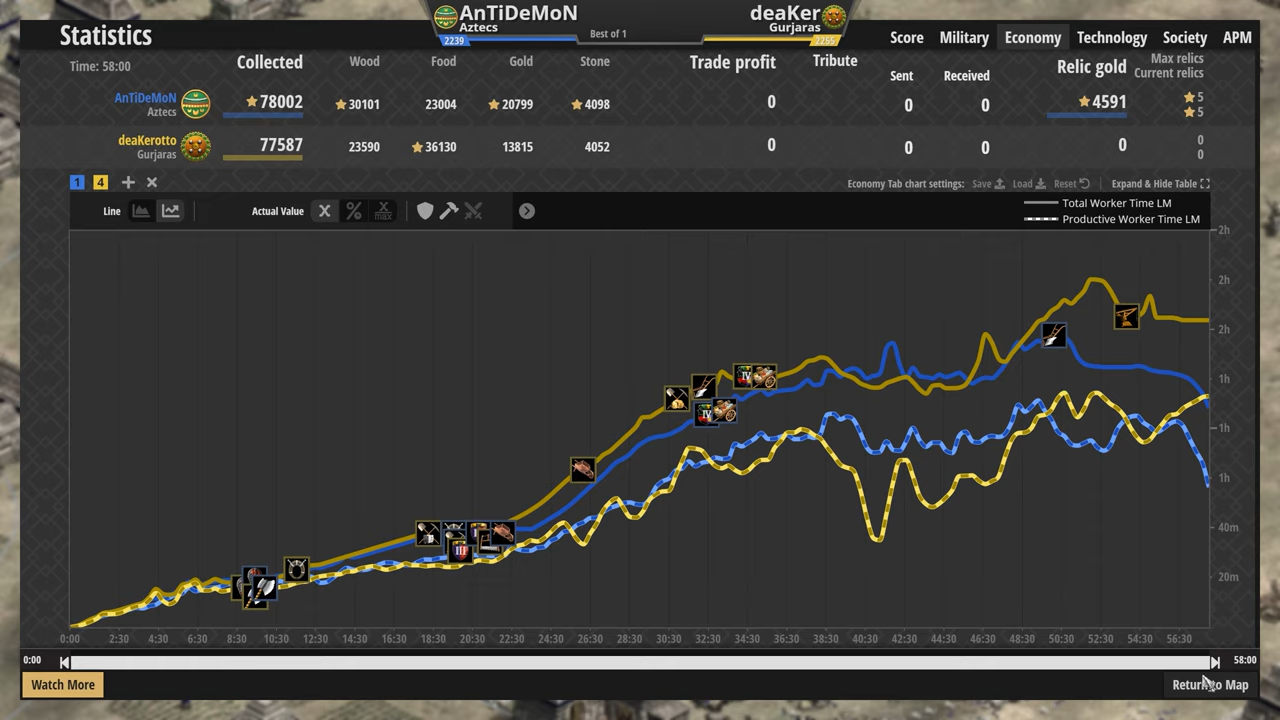 AnTiDeMoN
Aztecs
2239
Best of 1
deaKer
Gurjaras
2255
Statistics
Score Military Economy Technology Society APM
Time: 58:00
Collected Wood Food Gold Stone Trade profit Tribute Sent Received Relic gold Max relics
Current relics
AnTiDeMoN
Aztecs
78002 30101 23004 20799 4098 0 0 0 4591 5
5
deaKerotto
Gurjaras
77587 23590 36130 13815 4052 0 0 0 0 0
0
1 4 + ×
Economy Tab chart settings: Save Load Reset Expand & Hide Table
Line Actual Value X % X
max
Total Worker Time LM
Productive Worker Time LM
2h
2h
2h
1h
1h
1h
40m
20m
IV
IV
III
0:00 2:30 4:30 6:30 8:30 10:30 12:30 14:30 16:30 18:30 20:30 22:30 24:30 26:30 28:30 30:30 32:30 34:30 36:30 38:30 40:30 42:30 44:30 46:30 48:30 50:30 52:30 54:30 56:30
0:00 58:00
Watch More Return to Map